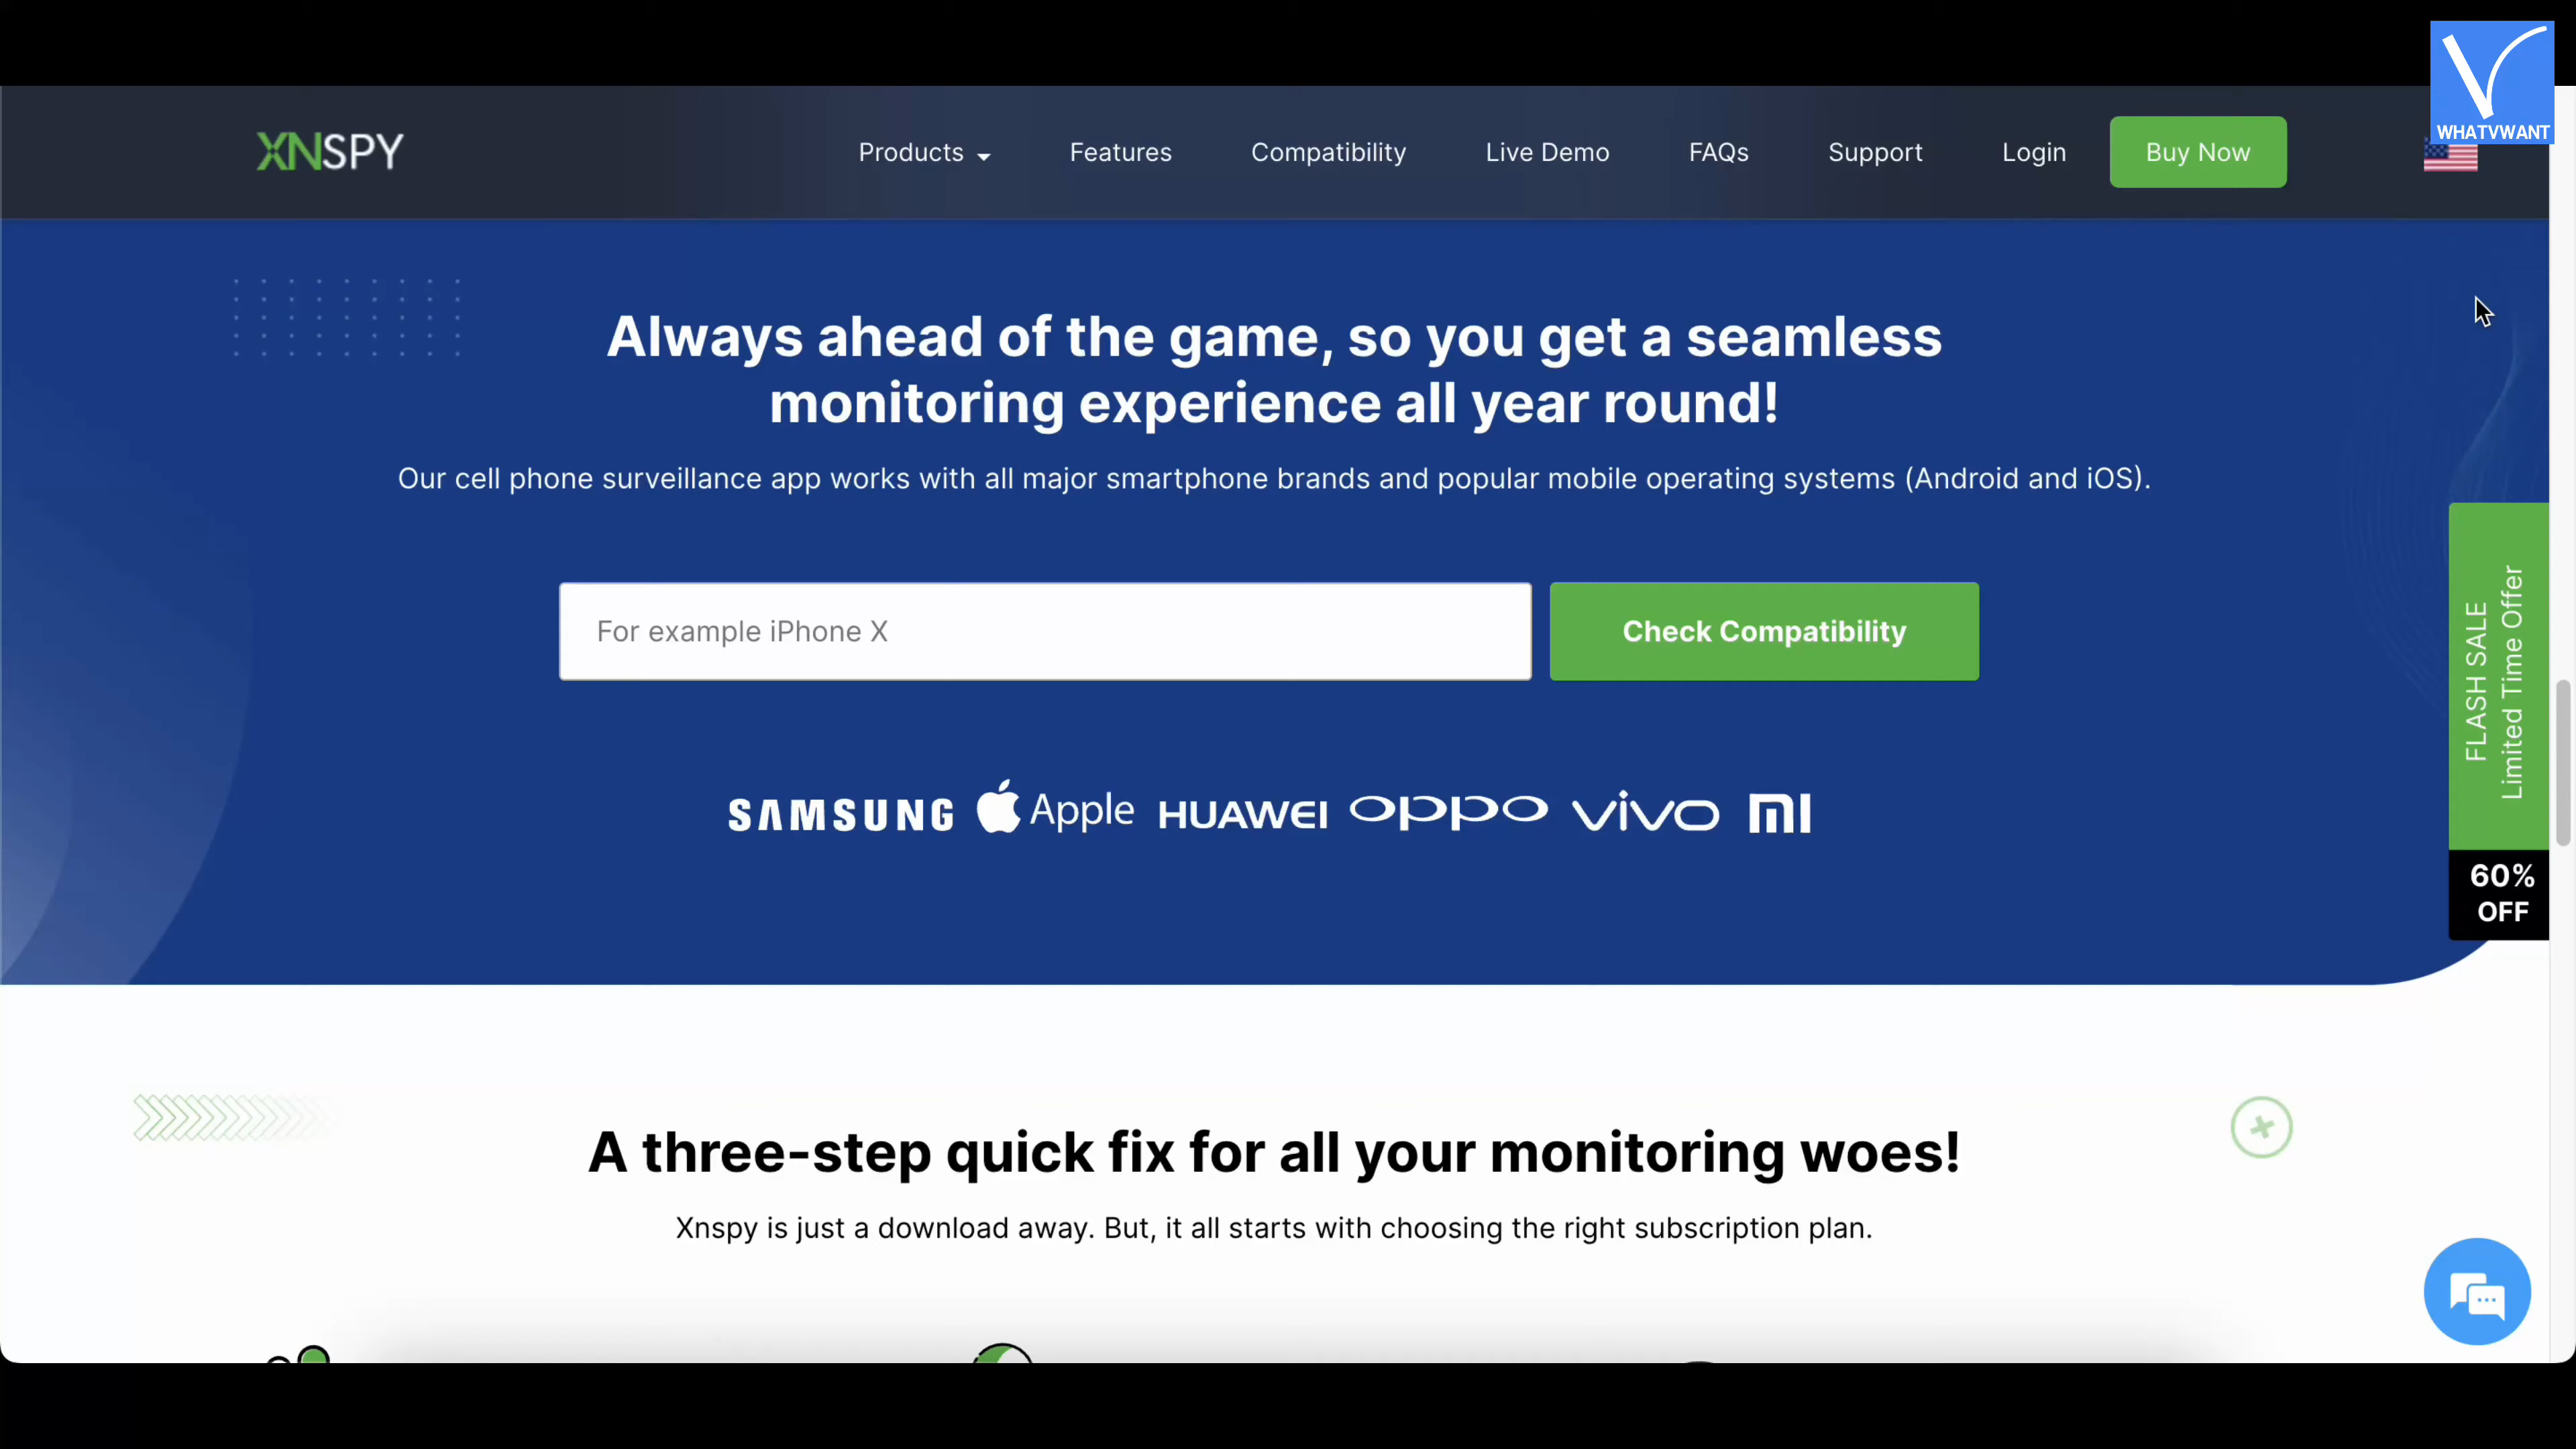 WHATVWANT
XNSPY
Products
Features
Compatibility
Live Demo
FAQs
Support
Login
Buy Now
Always ahead of the game, so you get a seamless
monitoring experience all year round!
Our cell phone surveillance app works with all major smartphone brands and popular mobile operating systems (Android and iOS).
For example iPhone X
Check Compatibility
SAMSUNG
Apple
HUAWEI
oppo
vivo
MI
FLASH SALE
Limited Time Offer
60%
OFF
A three-step quick fix for all your monitoring woes!
Xnspy is just a download away. But, it all starts with choosing the right subscription plan.